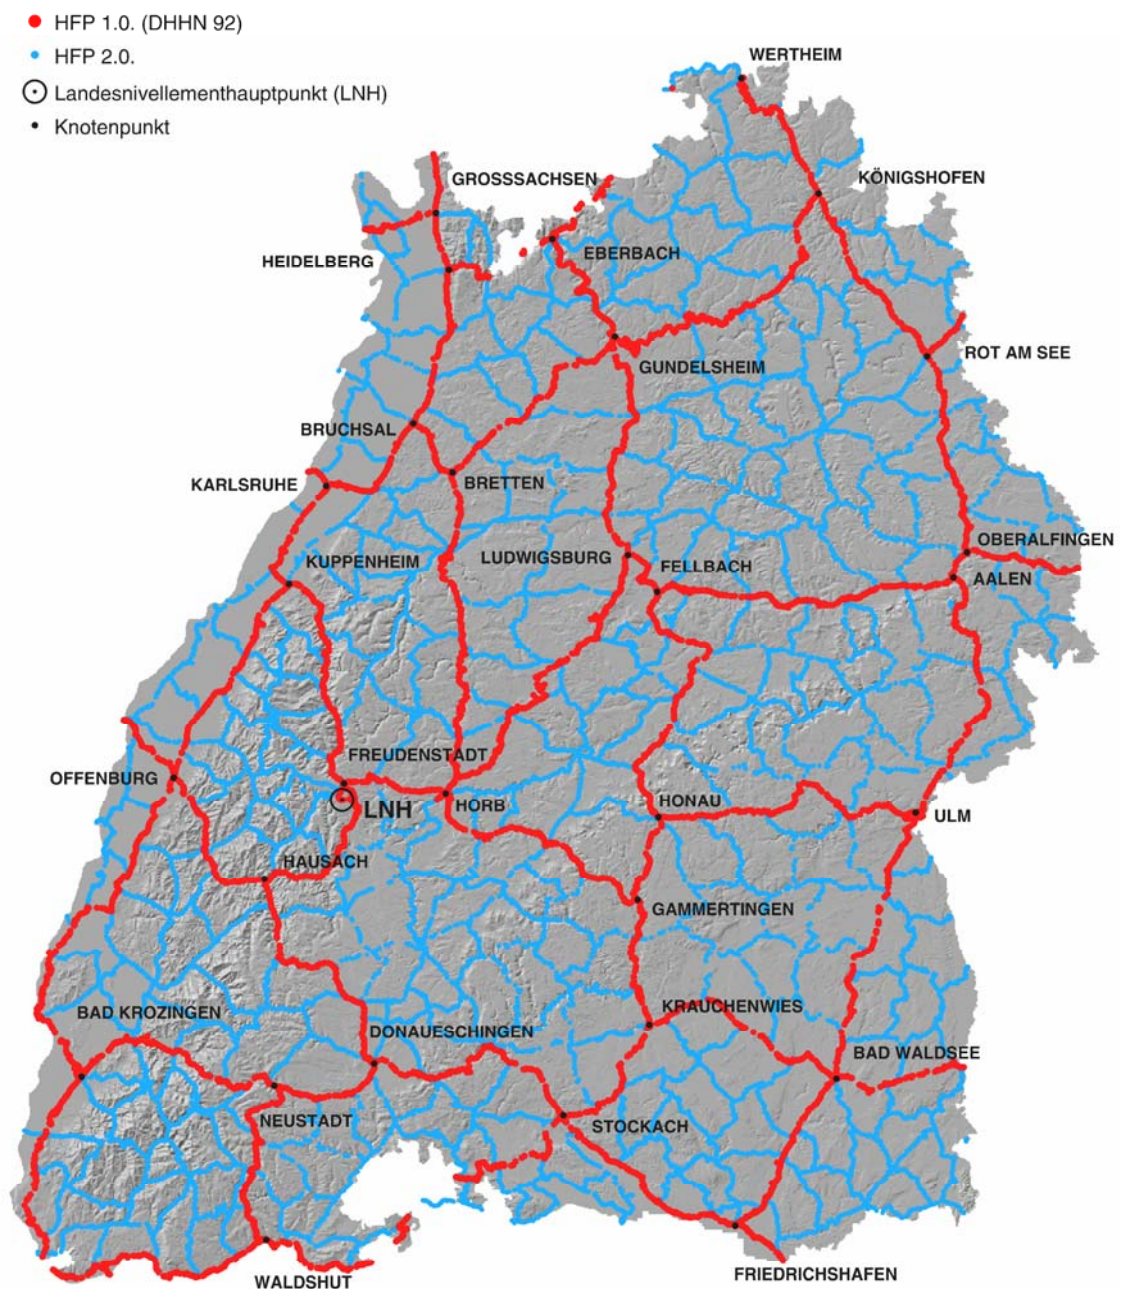 HFP 1.0. (DHHN 92)
HFP 2.0.
Landesnivellementhauptpunkt (LNH)
Knotenpunkt
WERTHEIM
GROSSSACHSEN
KÖNIGSHOFEN
HEIDELBERG
EBERBACH
ROT AM SEE
GUNDELSHEIM
BRUCHSAL
KARLSRUHE
BRETTEN
OBERALFINGEN
KUPPENHEIM
LUDWIGSBURG
FELLBACH
AALEN
FREUDENSTADT
OFFENBURG
LNH
HORB
HONAU
ULM
HAUSACH
GAMMERTINGEN
BAD KROZINGEN
KRAUCHENWIES
DONAUESCHINGEN
BAD WALDSEE
NEUSTADT
STOCKACH
WALDSHUT
FRIEDRICHSHAFEN